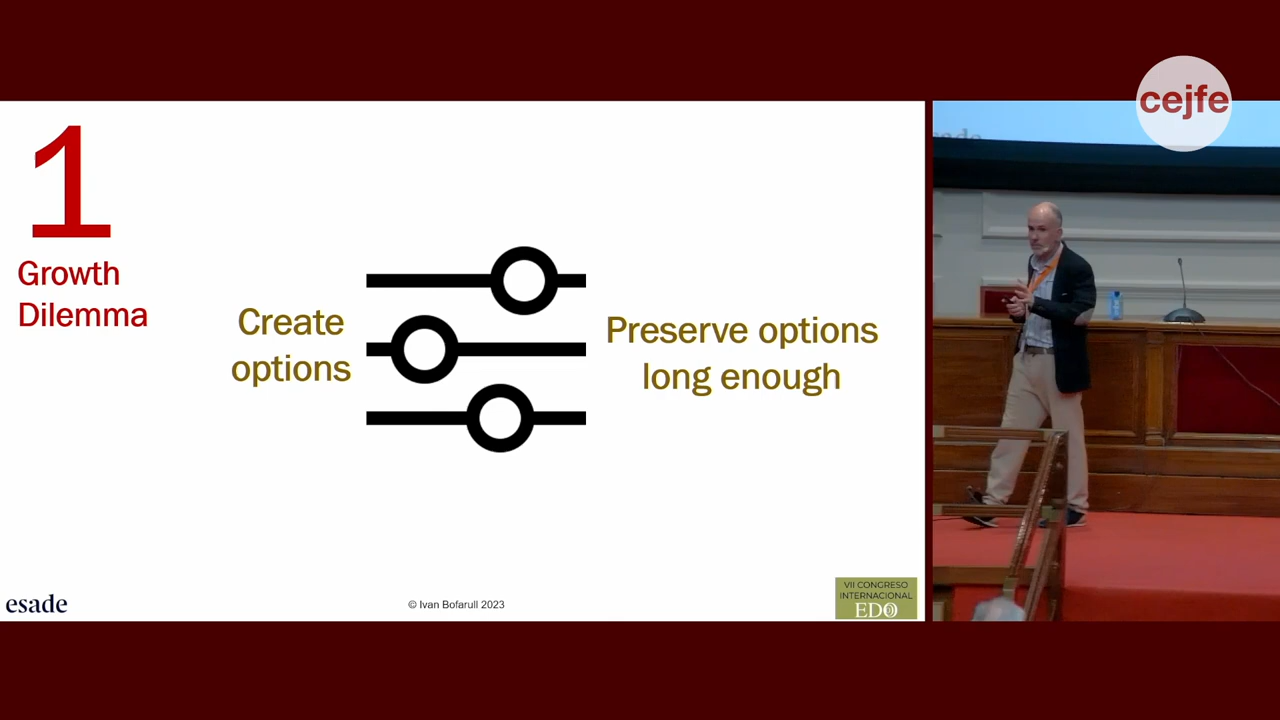 cejfe
1
Growth
Dilemma
Create
options
Preserve options
long enough
esade
© Ivan Bofarull 2023
VII CONGRESO
INTERNACIONAL
EDO